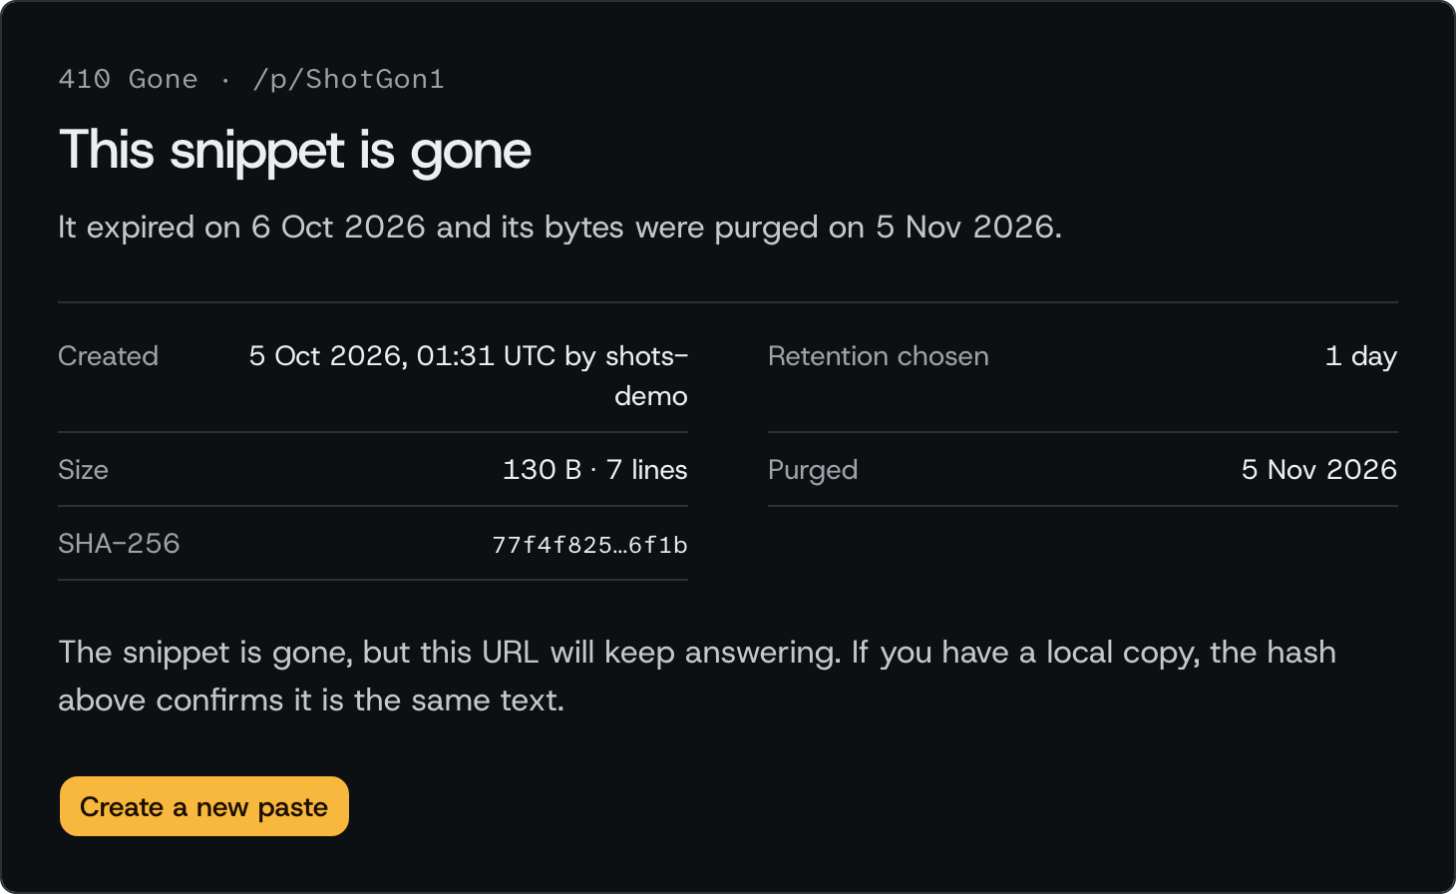 410 Gone · /p/ShotGon1
This snippet is gone
It expired on 6 Oct 2026 and its bytes were purged on 5 Nov 2026.
Created 5 Oct 2026, 01:31 UTC by shots-
demo
Retention chosen 1 day
Size 130 B · 7 lines
Purged 5 Nov 2026
SHA-256 77f4f825…6f1b
The snippet is gone, but this URL will keep answering. If you have a local copy, the hash
above confirms it is the same text.
Create a new paste